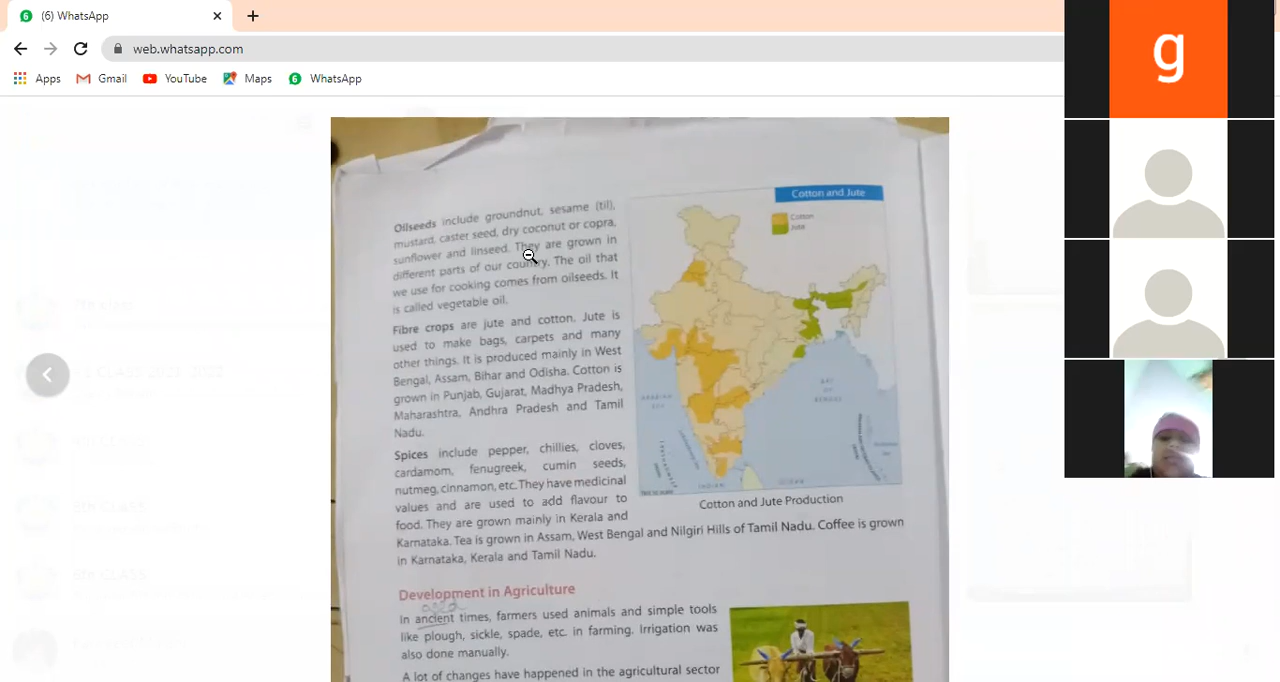 (6) WhatsApp
web.whatsapp.com
Apps
Gmail
YouTube
Maps
WhatsApp
g
Oilseeds include groundnut, sesame (til),
mustard, caster seed, dry coconut or copra,
sunflower and linseed. They are grown in
different parts of our country. The oil that
we use for cooking comes from oilseeds. It
is called vegetable oil.
Fibre crops are jute and cotton. Jute is
used to make bags, carpets and many
other things. It is produced mainly in West
Bengal, Assam, Bihar and Odisha. Cotton is
grown in Punjab, Gujarat, Madhya Pradesh,
Maharashtra, Andhra Pradesh and Tamil
Nadu.
Spices include pepper, chillies, cloves,
cardamom, fenugreek, cumin seeds,
nutmeg, cinnamon, etc. They have medicinal
values and are used to add flavour to
food. They are grown mainly in Kerala and
Karnataka. Tea is grown in Assam, West Bengal and Nilgiri Hills of Tamil Nadu. Coffee is grown
in Karnataka, Kerala and Tamil Nadu.
Cotton and Jute
Cotton
Jute
ARABIAN
SEA
BAY
OF
BENGAL
INDIAN
OCEAN
Cotton and Jute Production
Development in Agriculture
In ancient times, farmers used animals and simple tools
like plough, sickle, spade, etc. in farming. Irrigation was
also done manually.
A lot of changes have happened in the agricultural sector